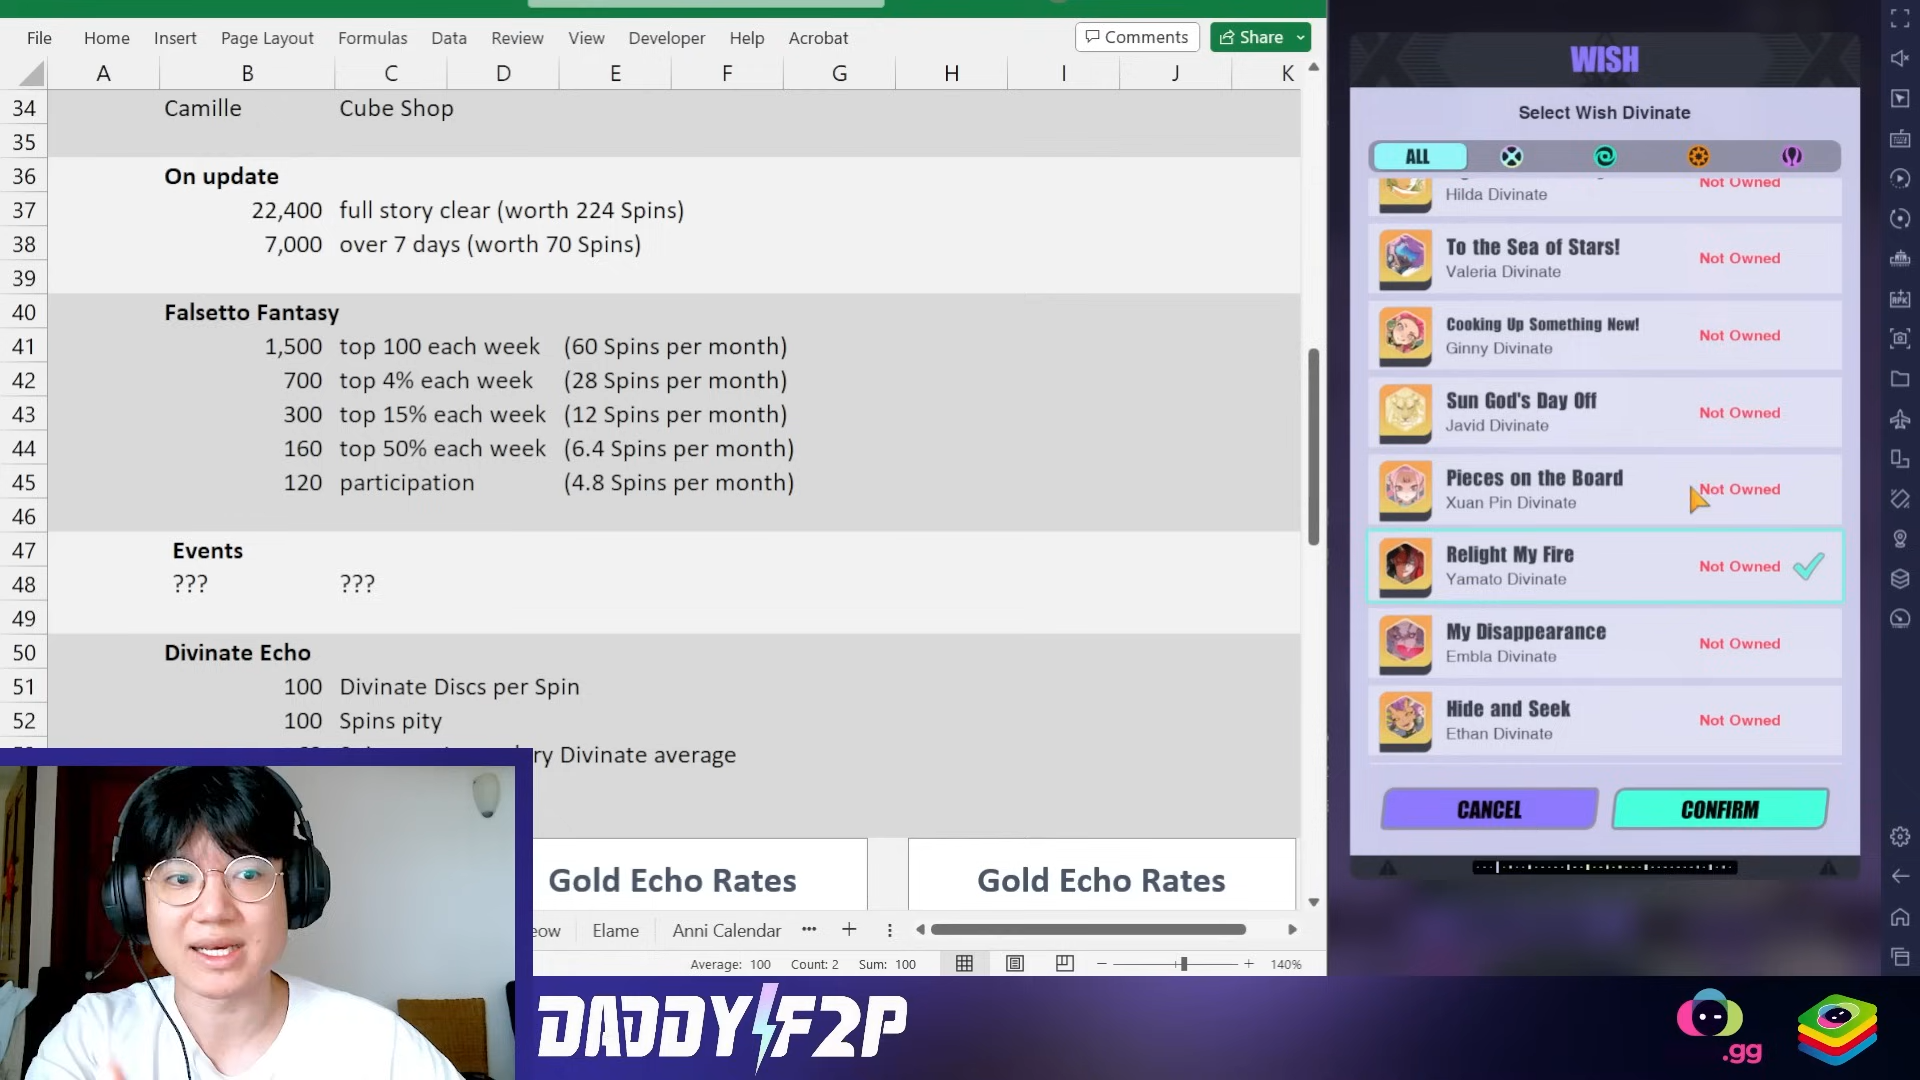 File Home Insert Page Layout Formulas Data Review View Developer Help Acrobat Comments Share
A B C D E F G H I J K
34 Camille Cube Shop
35
36 On update
37 22,400 full story clear (worth 224 Spins)
38 7,000 over 7 days (worth 70 Spins)
39
40 Falsetto Fantasy
41 1,500 top 100 each week (60 Spins per month)
42 700 top 4% each week (28 Spins per month)
43 300 top 15% each week (12 Spins per month)
44 160 top 50% each week (6.4 Spins per month)
45 120 participation (4.8 Spins per month)
46
47 Events
48 ??? ???
49
50 Divinate Echo
51 100 Divinate Discs per Spin
52 100 Spins pity
ry Divinate average
Gold Echo Rates Gold Echo Rates
eow Elame Anni Calendar
Average: 100 Count: 2 Sum: 100 140%
WISH
Select Wish Divinate
ALL
Hilda Divinate Not Owned
To the Sea of Stars!
Valeria Divinate
Not Owned
Cooking Up Something New!
Ginny Divinate
Not Owned
Sun God's Day Off
Javid Divinate
Not Owned
Pieces on the Board
Xuan Pin Divinate
Not Owned
Relight My Fire
Yamato Divinate
Not Owned
My Disappearance
Embla Divinate
Not Owned
Hide and Seek
Ethan Divinate
Not Owned
CANCEL CONFIRM
DADDY F2P
.gg